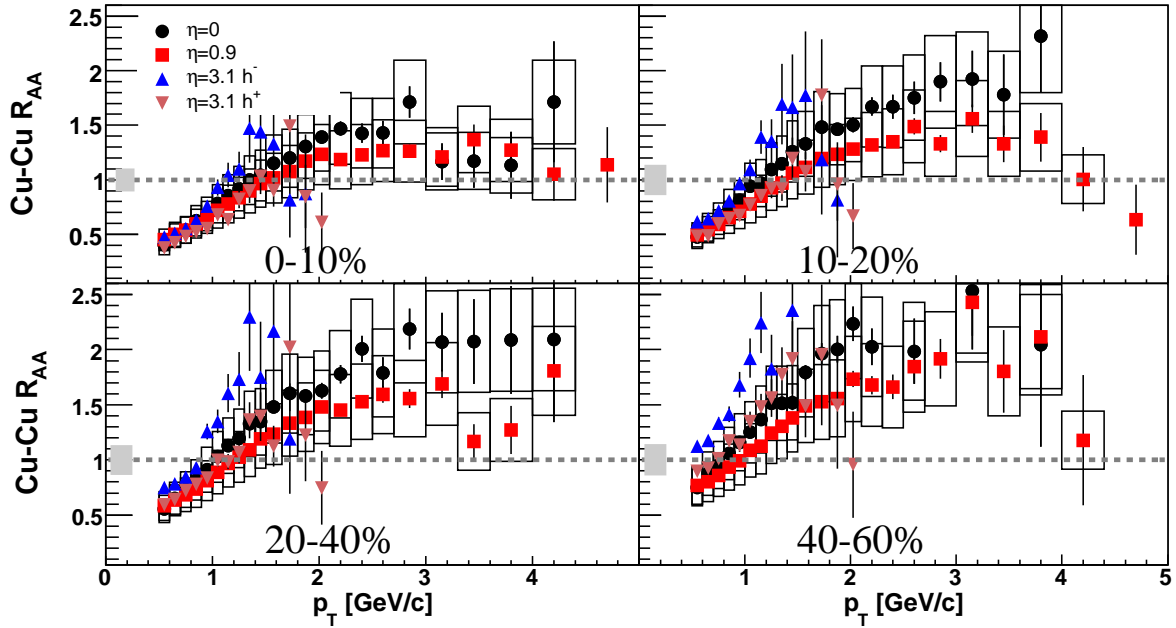 2.5
2
1.5
1
0.5
Cu-Cu R_AA
η=0
η=0.9
η=3.1 h⁻
η=3.1 h⁺
0-10%
10-20%
2.5
2
1.5
1
0.5
Cu-Cu R_AA
20-40%
40-60%
0 1 2 3 4 1 2 3 4 5
p_T [GeV/c] p_T [GeV/c]